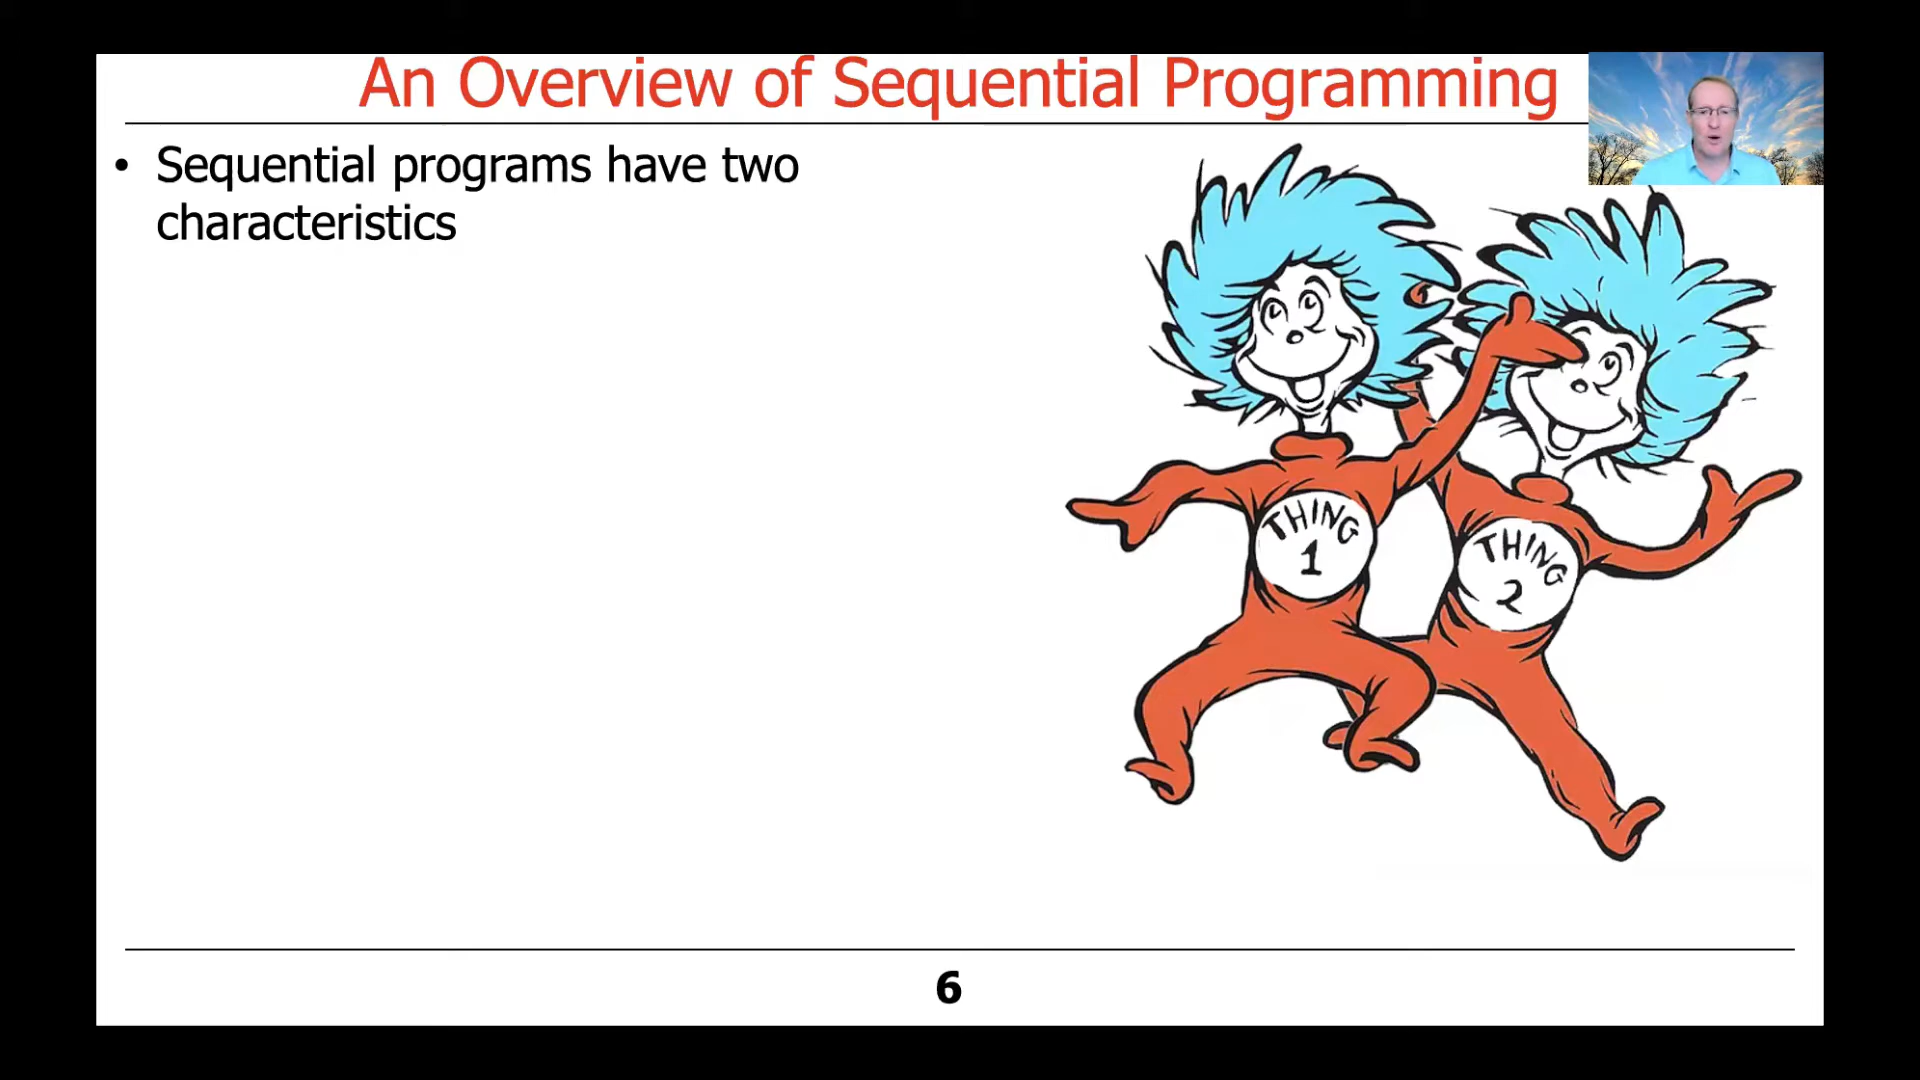 An Overview of Sequential Programming
• Sequential programs have two
characteristics
THING
1
THING
2
6